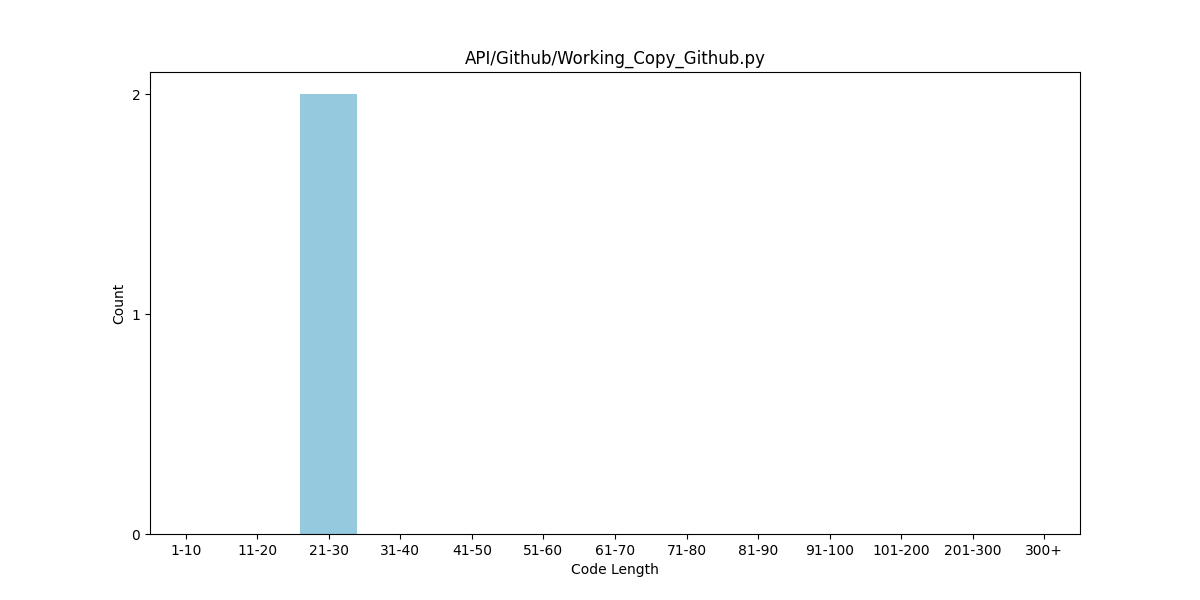 API/Github/Working_Copy_Github.py
2
1
0
Count
1-10 11-20 21-30 31-40 41-50 51-60 61-70 71-80 81-90 91-100 101-200 201-300 300+
Code Length